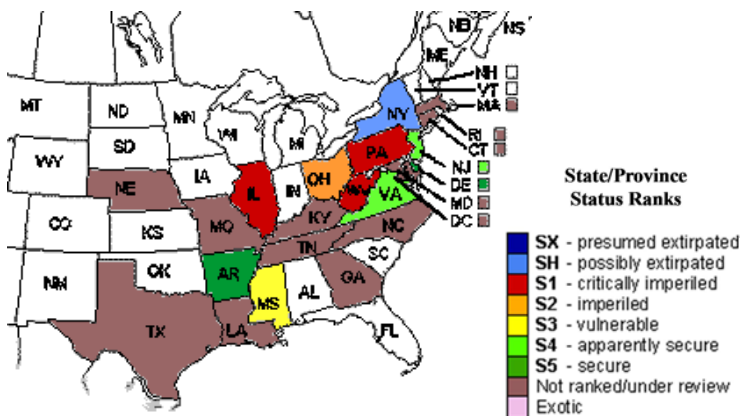 NB
NS
ME
NH
VT
MA
MT
ND
MN
NY
WI
MI
RI
CT
SD
PA
NJ
WY
IA
NE
IL
IN
OH
DE
WV
VA
MD
DC
CO
KS
MO
KY
NC
TN
SC
OK
AR
NM
MS
AL
GA
TX
LA
FL
State/Province
Status Ranks
SX - presumed extirpated
SH - possibly extirpated
S1 - critically imperiled
S2 - imperiled
S3 - vulnerable
S4 - apparently secure
S5 - secure
Not ranked/under review
Exotic